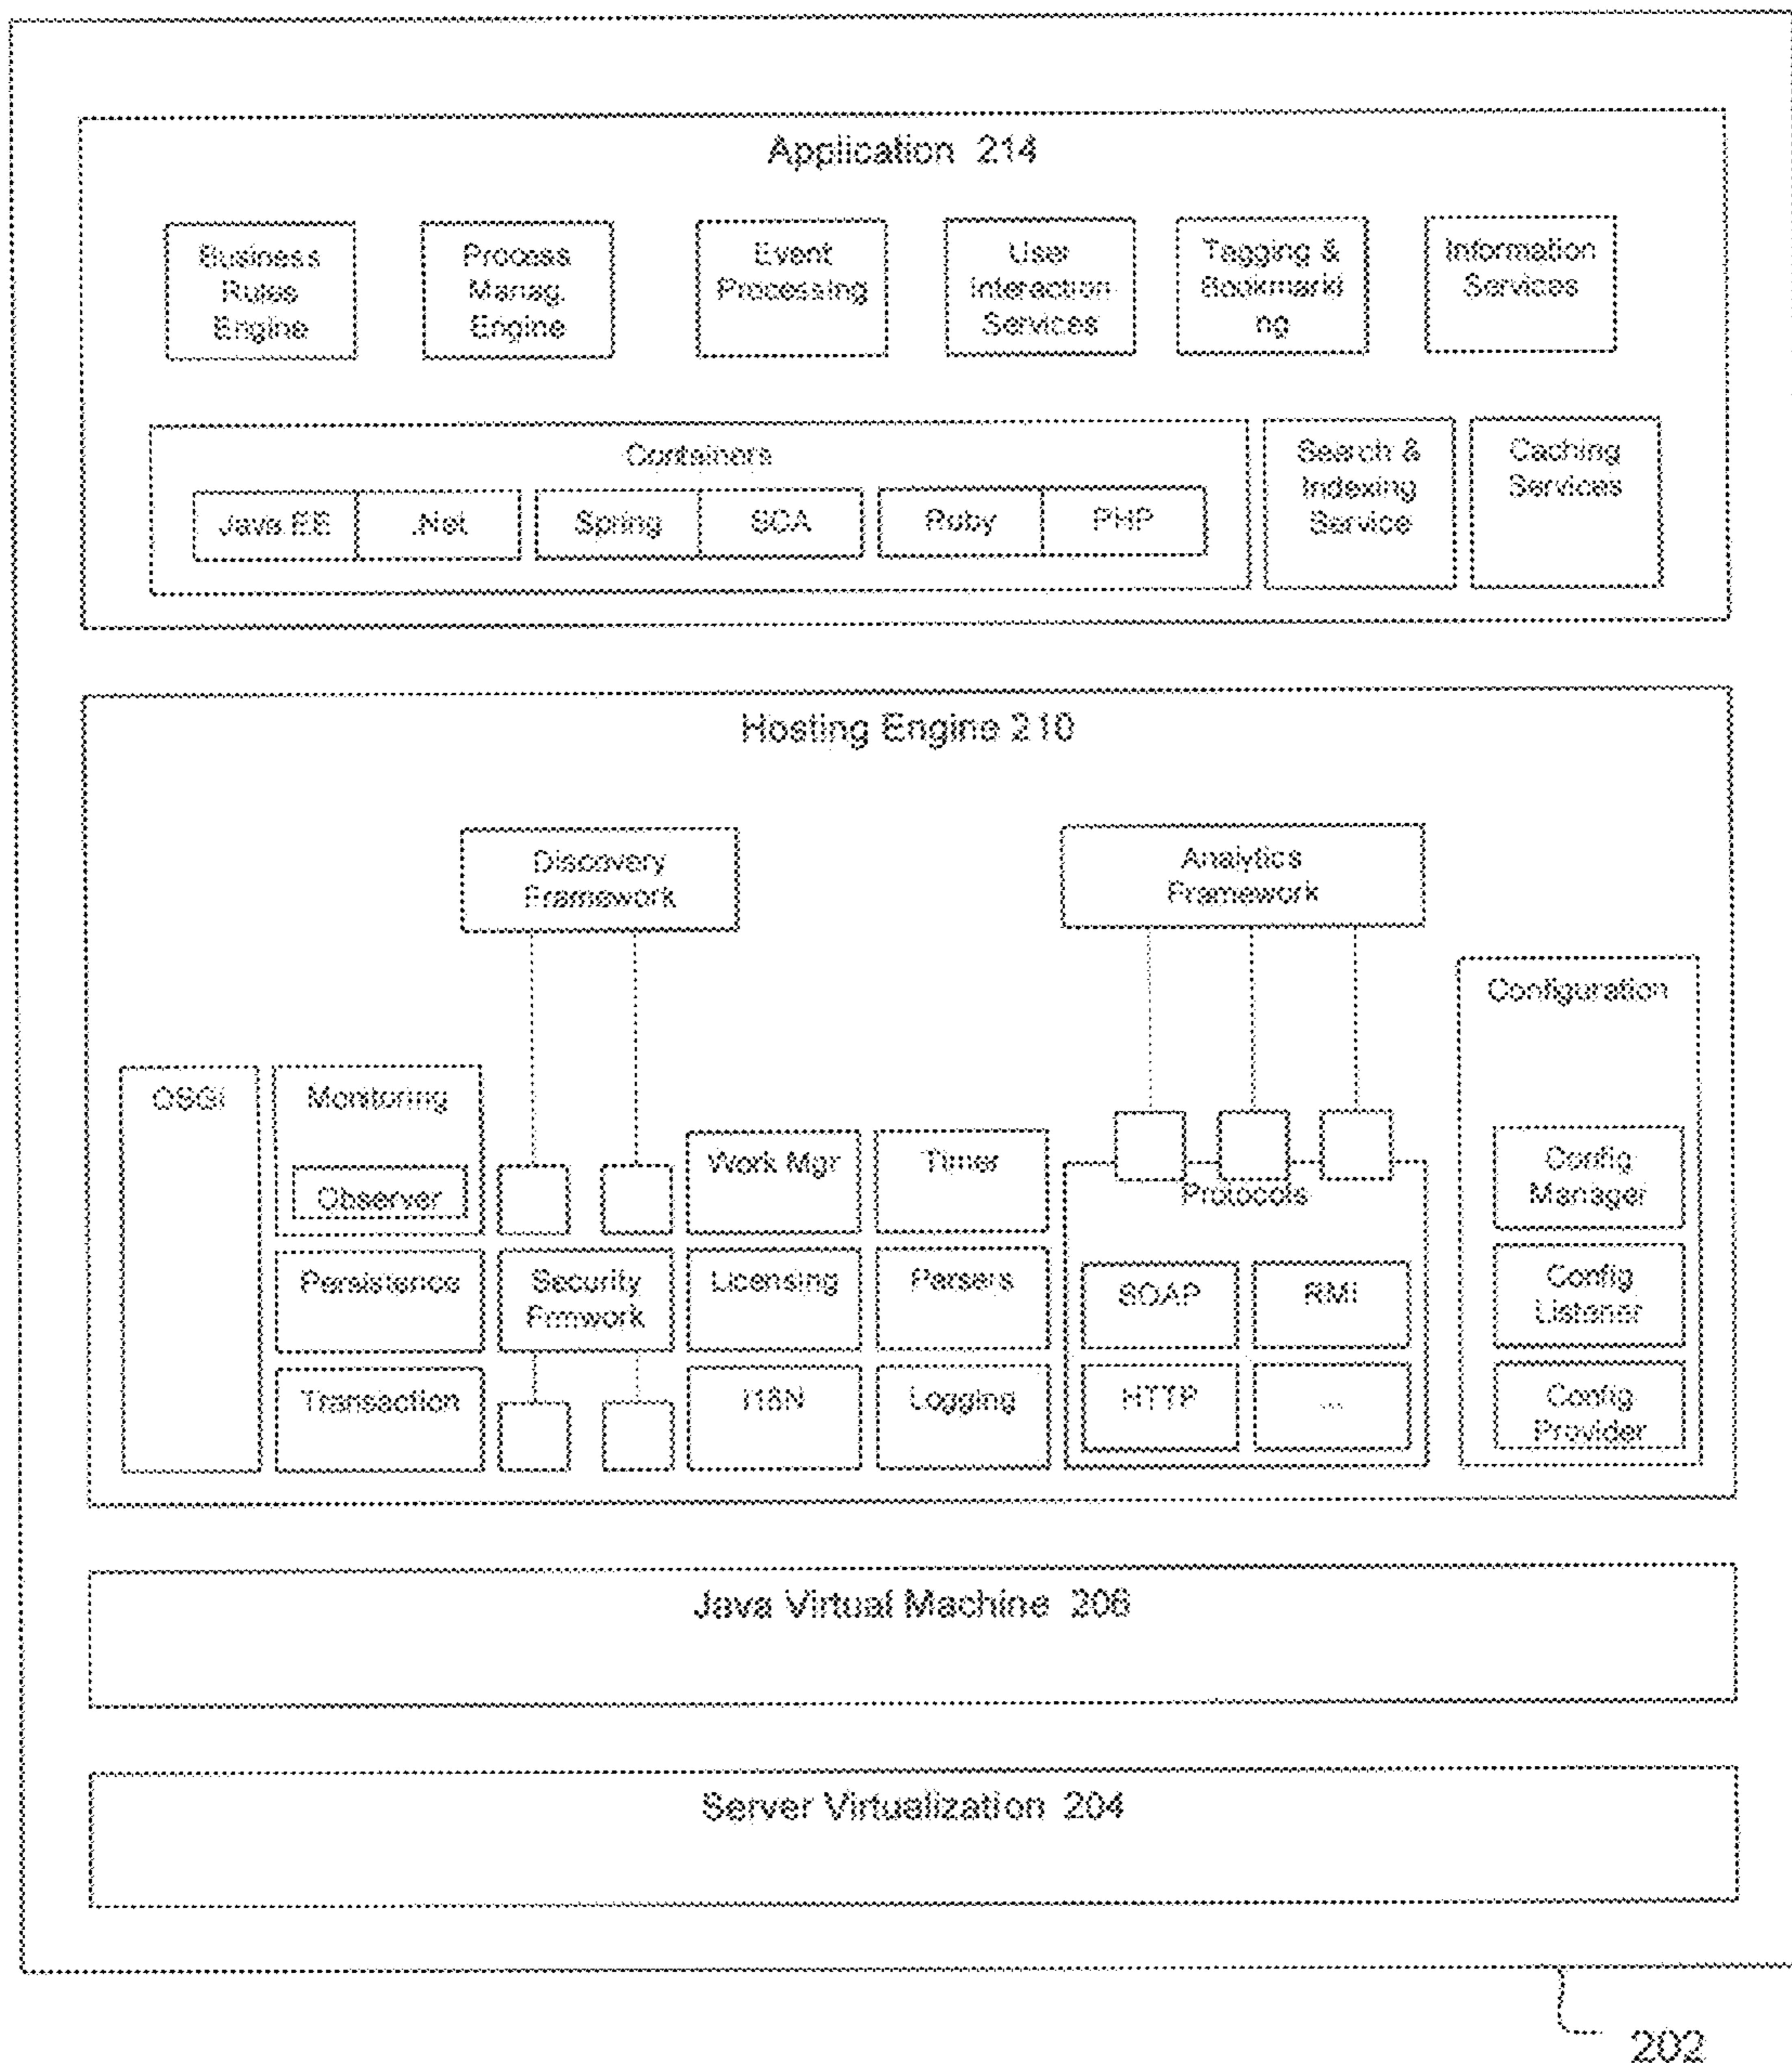 Application 214
Business
Rules
Engine
Process
Manag.
Engine
Event
Processing
User
Interaction
Services
Tagging &
Bookmarki
ng
Information
Services
Containers
Java EE
.Net
Spring
SCA
Ruby
PHP
Search &
Indexing
Service
Caching
Services
Hosting Engine 210
Discovery
Framework
Analytics
Framework
Configuration
OSGi
Monitoring
Observer
Work Mgr
Timer
Protocols
Config
Manager
Persistence
Security
Frmwork
Licensing
Parsers
SOAP
RMI
Config
Listener
Transaction
I18N
Logging
HTTP
...
Config
Provider
Java Virtual Machine 206
Server Virtualization 204
202